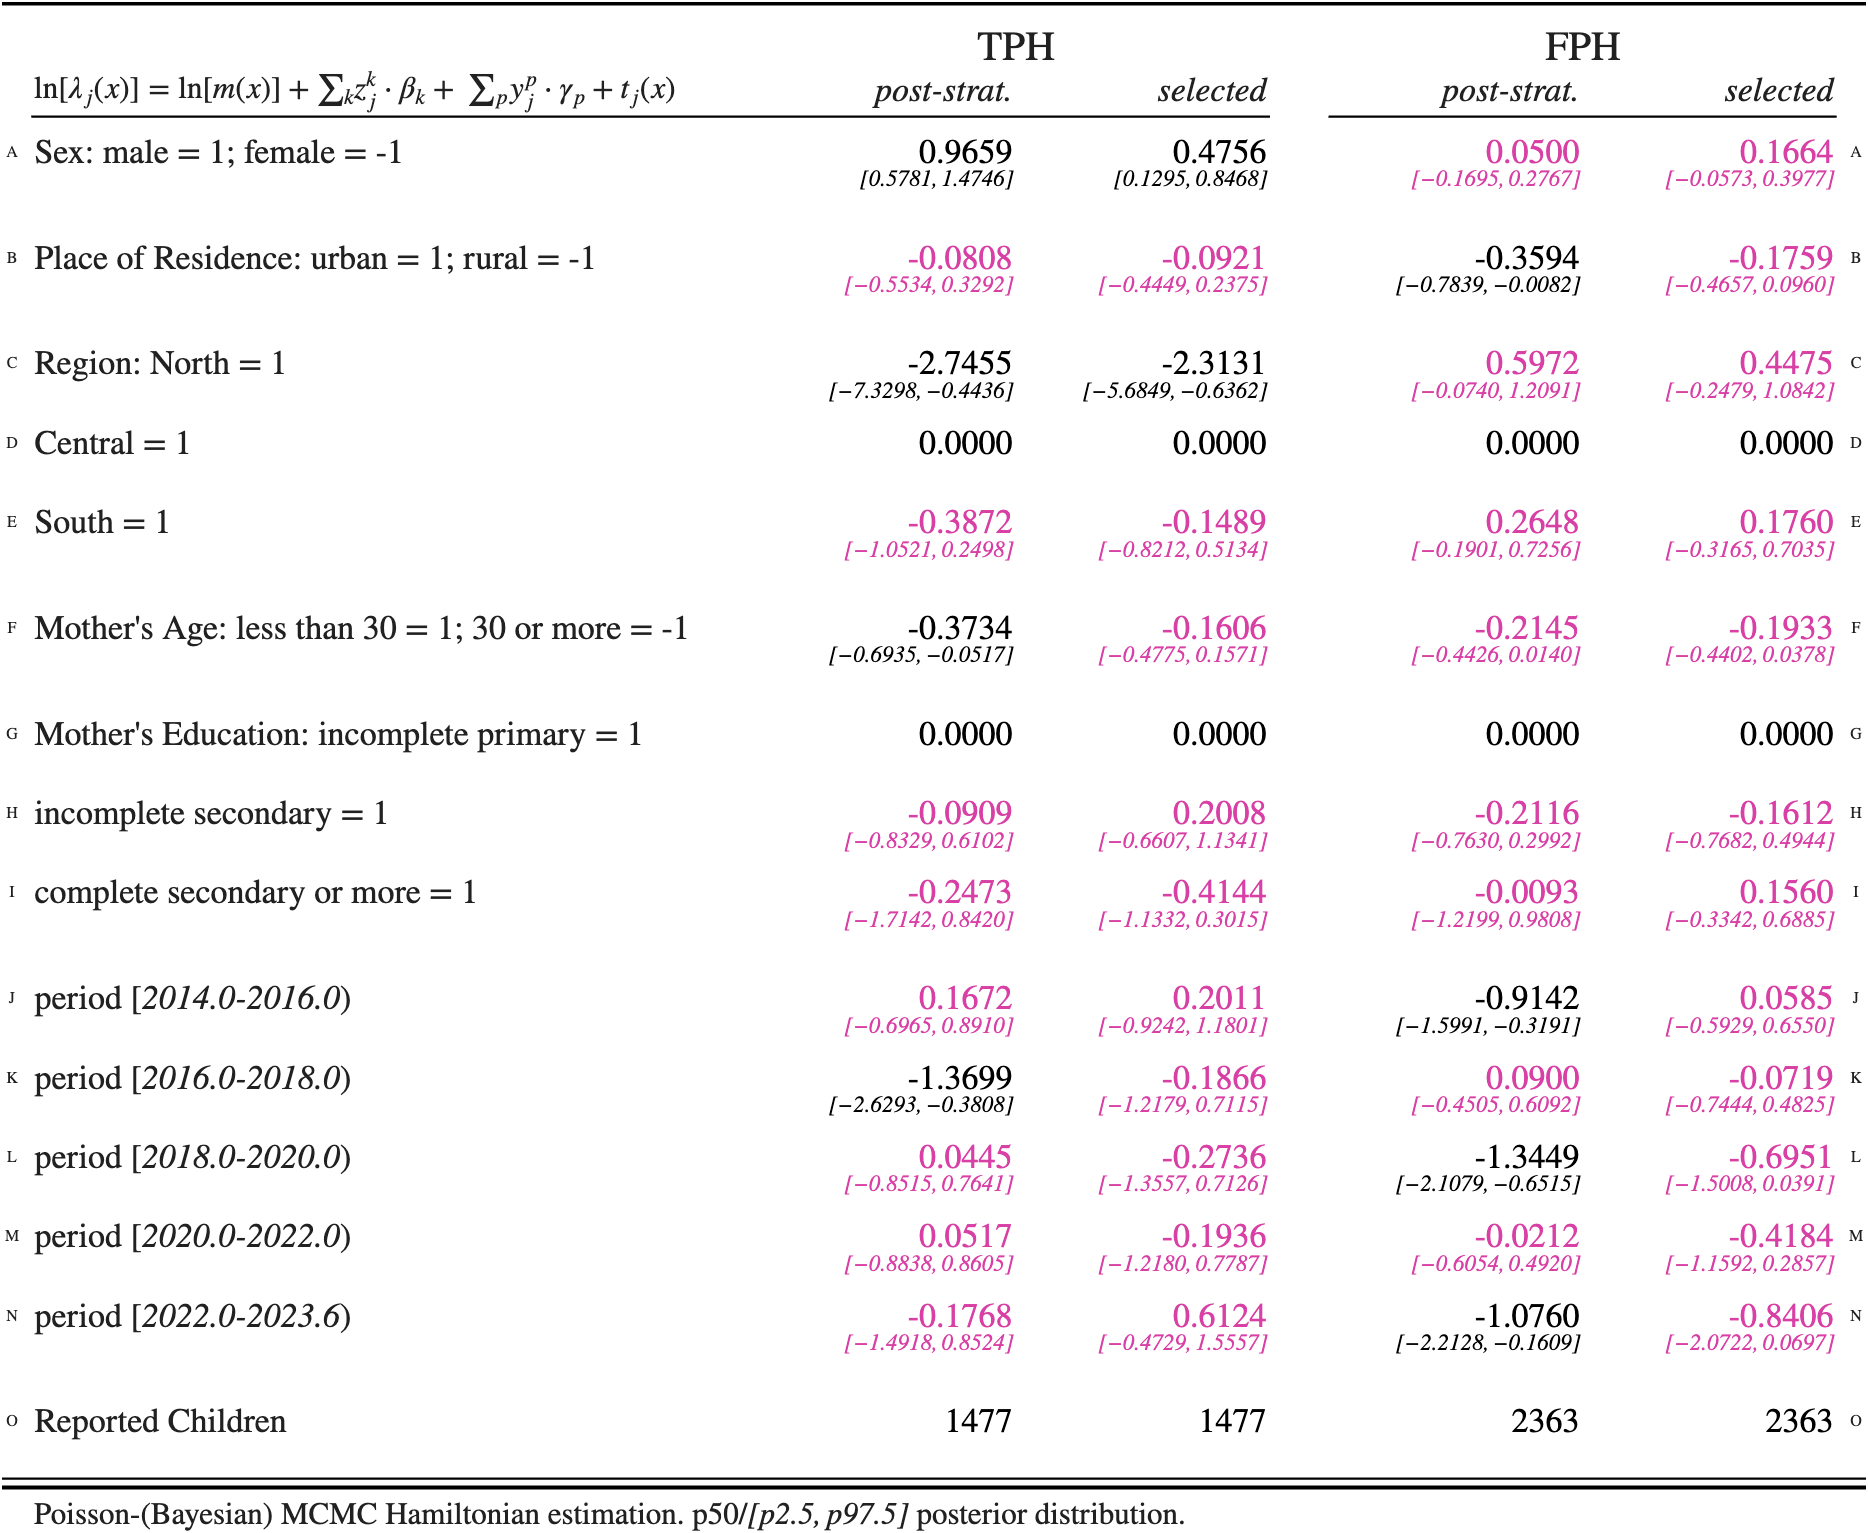 TPH FPH
ln[λj(x)] = ln[m(x)] + ∑k z_j^k · βk + ∑p y_j^p · γp + tj(x) post-strat. selected post-strat. selected
A Sex: male = 1; female = -1 0.9659 0.4756 0.0500 0.1664 A
[0.5781, 1.4746] [0.1295, 0.8468] [−0.1695, 0.2767] [−0.0573, 0.3977]
B Place of Residence: urban = 1; rural = -1 -0.0808 -0.0921 -0.3594 -0.1759 B
[−0.5534, 0.3292] [−0.4449, 0.2375] [−0.7839, −0.0082] [−0.4657, 0.0960]
C Region: North = 1 -2.7455 -2.3131 0.5972 0.4475 C
[−7.3298, −0.4436] [−5.6849, −0.6362] [−0.0740, 1.2091] [−0.2479, 1.0842]
D Central = 1 0.0000 0.0000 0.0000 0.0000 D
E South = 1 -0.3872 -0.1489 0.2648 0.1760 E
[−1.0521, 0.2498] [−0.8212, 0.5134] [−0.1901, 0.7256] [−0.3165, 0.7035]
F Mother's Age: less than 30 = 1; 30 or more = -1 -0.3734 -0.1606 -0.2145 -0.1933 F
[−0.6935, −0.0517] [−0.4775, 0.1571] [−0.4426, 0.0140] [−0.4402, 0.0378]
G Mother's Education: incomplete primary = 1 0.0000 0.0000 0.0000 0.0000 G
H incomplete secondary = 1 -0.0909 0.2008 -0.2116 -0.1612 H
[−0.8329, 0.6102] [−0.6607, 1.1341] [−0.7630, 0.2992] [−0.7682, 0.4944]
I complete secondary or more = 1 -0.2473 -0.4144 -0.0093 0.1560 I
[−1.7142, 0.8420] [−1.1332, 0.3015] [−1.2199, 0.9808] [−0.3342, 0.6885]
J period [2014.0-2016.0) 0.1672 0.2011 -0.9142 0.0585 J
[−0.6965, 0.8910] [−0.9242, 1.1801] [−1.5991, −0.3191] [−0.5929, 0.6550]
K period [2016.0-2018.0) -1.3699 -0.1866 0.0900 -0.0719 K
[−2.6293, −0.3808] [−1.2179, 0.7115] [−0.4505, 0.6092] [−0.7444, 0.4825]
L period [2018.0-2020.0) 0.0445 -0.2736 -1.3449 -0.6951 L
[−0.8515, 0.7641] [−1.3557, 0.7126] [−2.1079, −0.6515] [−1.5008, 0.0391]
M period [2020.0-2022.0) 0.0517 -0.1936 -0.0212 -0.4184 M
[−0.8838, 0.8605] [−1.2180, 0.7787] [−0.6054, 0.4920] [−1.1592, 0.2857]
N period [2022.0-2023.6) -0.1768 0.6124 -1.0760 -0.8406 N
[−1.4918, 0.8524] [−0.4729, 1.5557] [−2.2128, −0.1609] [−2.0722, 0.0697]
O Reported Children 1477 1477 2363 2363 O
Poisson-(Bayesian) MCMC Hamiltonian estimation. p50/[p2.5, p97.5] posterior distribution.